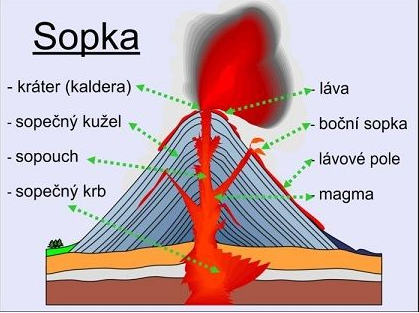 Sopka
- kráter (kaldera)
- sopečný kužel
- sopouch
- sopečný krb
- láva
- boční sopka
- lávové pole
- magma